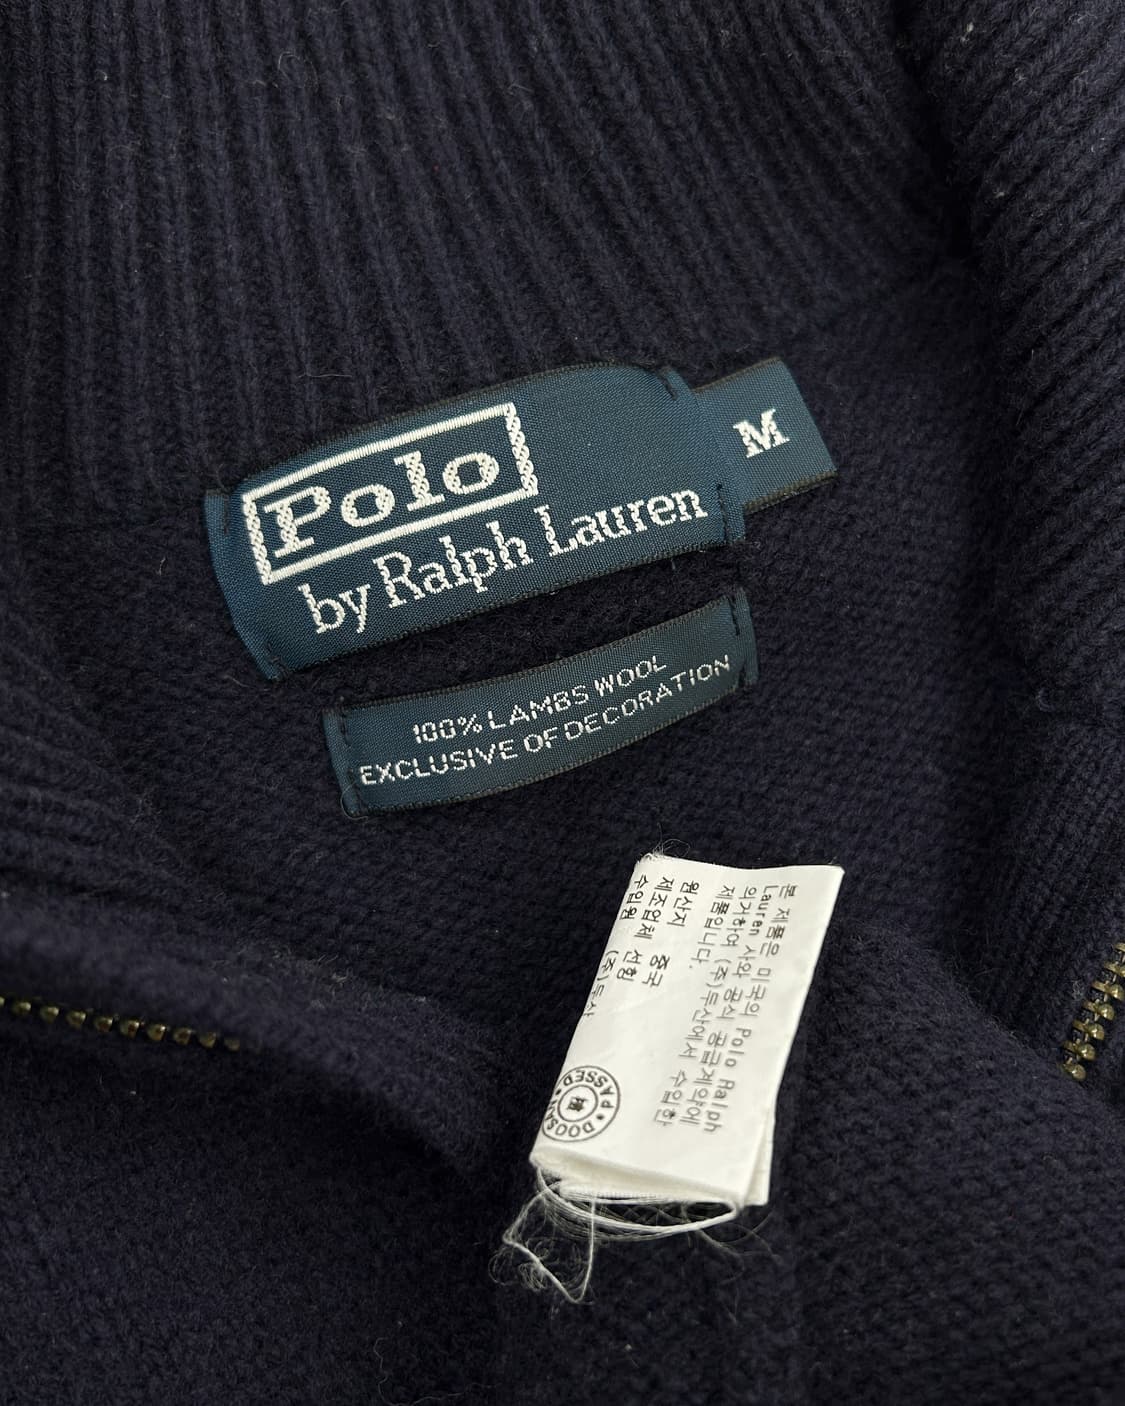 Polo
by Ralph Lauren
M
100% LAMBS WOOL
EXCLUSIVE OF DECORATION
본 제품은 미국의 Polo Ralph
Lauren 사와 공식 공급계약에
의거하여 (주)두산에서 수입한
제품입니다.
원산지 중국
제조업체 선형
수입원 (주)두산
PASSED • DOOSAN